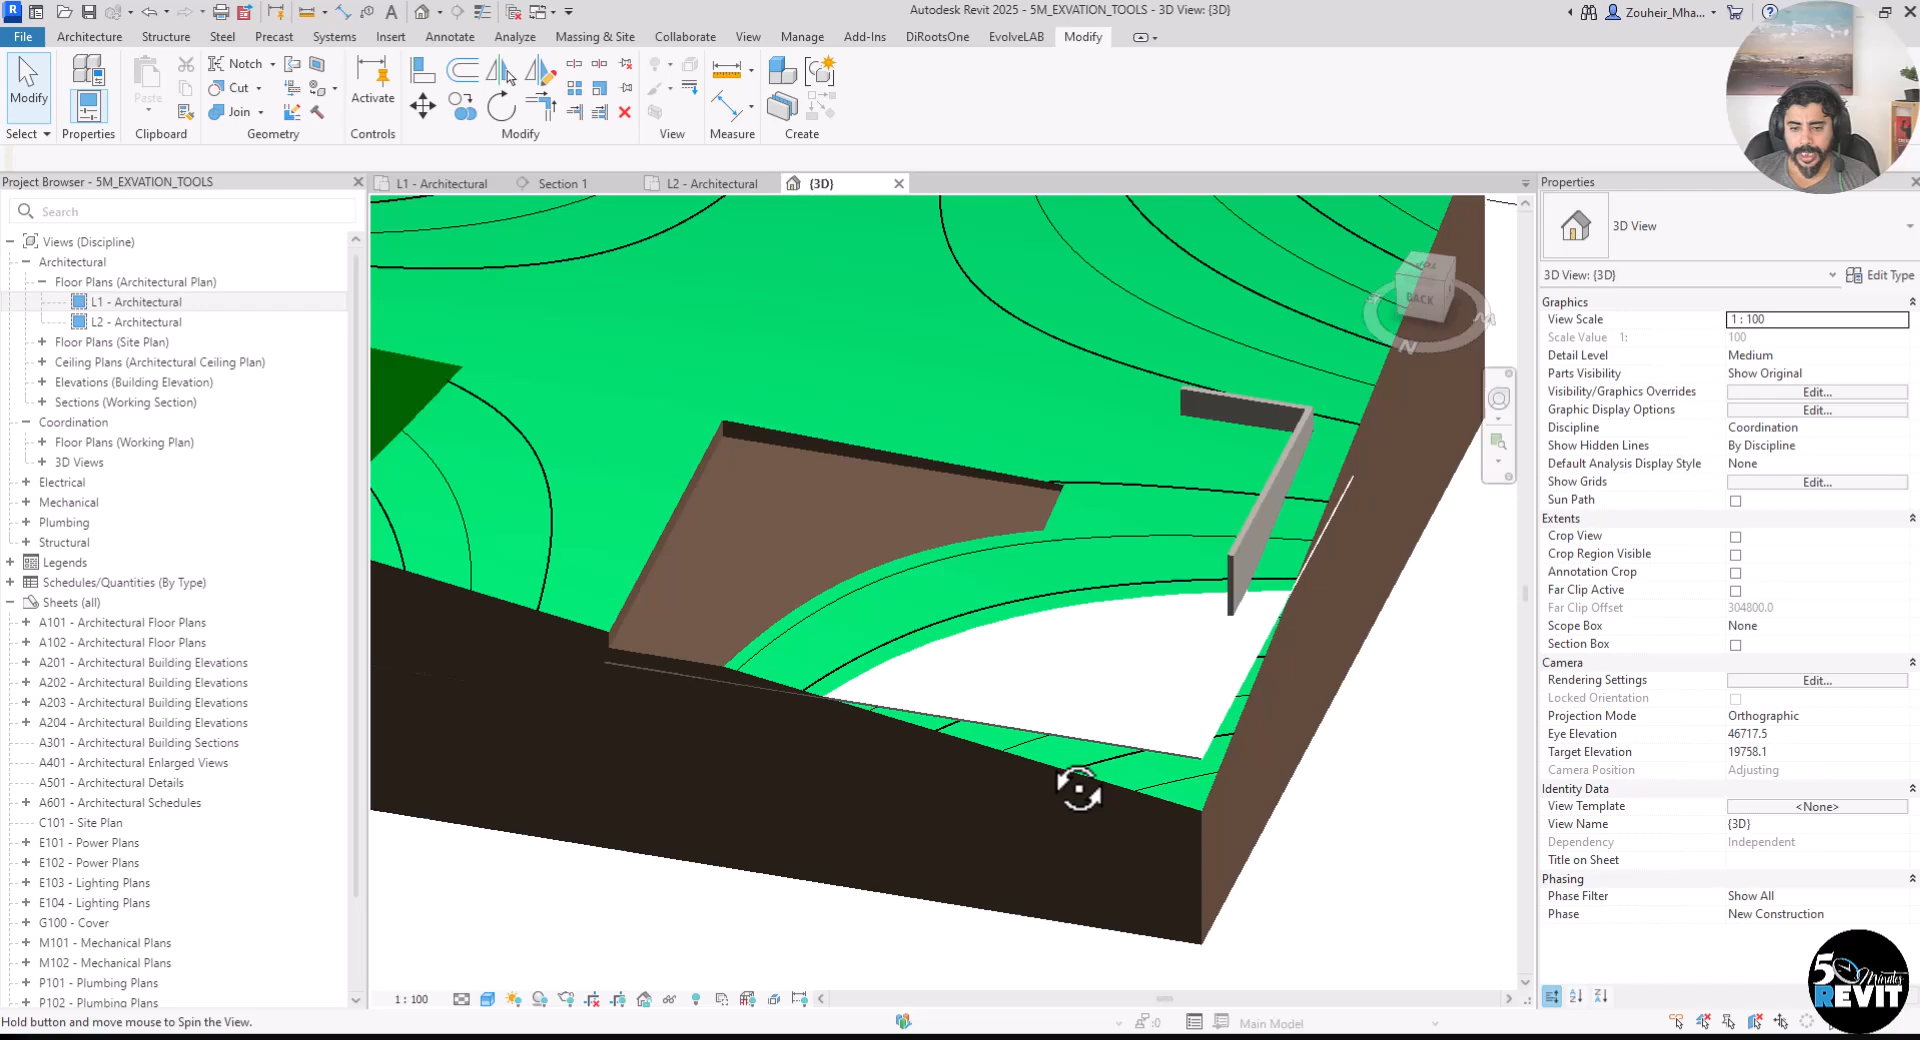 Autodesk Revit 2025 - 5M_EXVATION_TOOLS - 3D View: {3D}
Zouheir_Mha...
File Architecture Structure Steel Precast Systems Insert Annotate Analyze Massing & Site Collaborate View Manage Add-Ins DiRootsOne EvolveLAB Modify
Modify
Properties
Paste
Notch
Cut
Join
Activate
Select Properties Clipboard Geometry Controls Modify View Measure Create
Project Browser - 5M_EXVATION_TOOLS
L1 - Architectural
Section 1
L2 - Architectural
{3D}
Search
Views (Discipline)
Architectural
Floor Plans (Architectural Plan)
L1 - Architectural
L2 - Architectural
Floor Plans (Site Plan)
Ceiling Plans (Architectural Ceiling Plan)
Elevations (Building Elevation)
Sections (Working Section)
Coordination
Floor Plans (Working Plan)
3D Views
Electrical
Mechanical
Plumbing
Structural
Legends
Schedules/Quantities (By Type)
Sheets (all)
A101 - Architectural Floor Plans
A102 - Architectural Floor Plans
A201 - Architectural Building Elevations
A202 - Architectural Building Elevations
A203 - Architectural Building Elevations
A204 - Architectural Building Elevations
A301 - Architectural Building Sections
A401 - Architectural Enlarged Views
A501 - Architectural Details
A601 - Architectural Schedules
C101 - Site Plan
E101 - Power Plans
E102 - Power Plans
E103 - Lighting Plans
E104 - Lighting Plans
G100 - Cover
M101 - Mechanical Plans
M102 - Mechanical Plans
P101 - Plumbing Plans
P102 - Plumbing Plans
BACK
N
Properties
3D View
3D View: {3D}
Edit Type
Graphics
View Scale 1 : 100
Scale Value 1: 100
Detail Level Medium
Parts Visibility Show Original
Visibility/Graphics Overrides Edit...
Graphic Display Options Edit...
Discipline Coordination
Show Hidden Lines By Discipline
Default Analysis Display Style None
Show Grids Edit...
Sun Path
Extents
Crop View
Crop Region Visible
Annotation Crop
Far Clip Active
Far Clip Offset 304800.0
Scope Box None
Section Box
Camera
Rendering Settings Edit...
Locked Orientation
Projection Mode Orthographic
Eye Elevation 46717.5
Target Elevation 19758.1
Camera Position Adjusting
Identity Data
View Template <None>
View Name {3D}
Dependency Independent
Title on Sheet
Phasing
Phase Filter Show All
Phase New Construction
1 : 100
Hold button and move mouse to Spin the View.
:0
Main Model
5 Minutes
REVIT